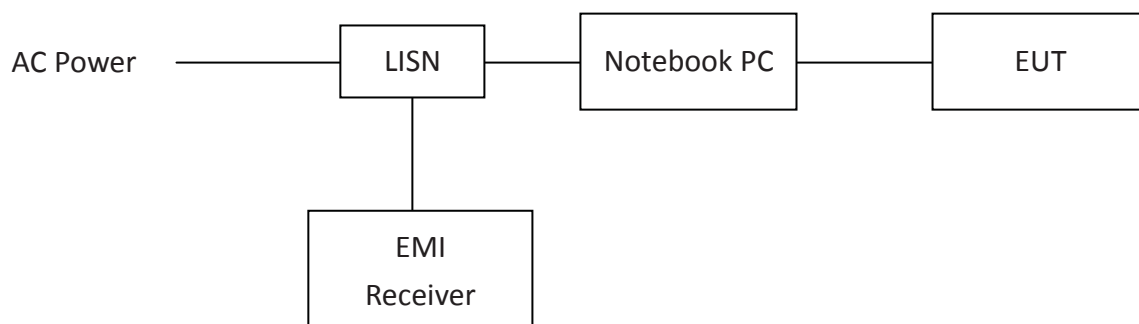 AC Power
LISN
Notebook PC
EUT
EMI
Receiver